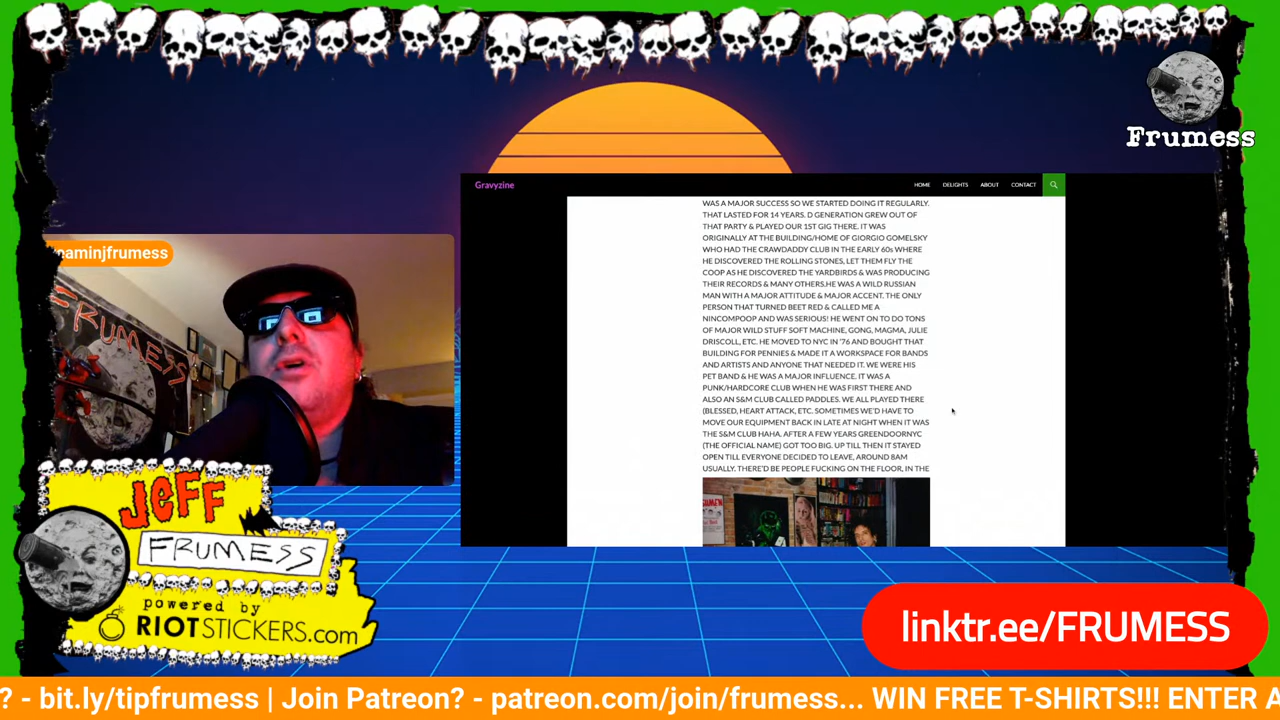 Frumess
Gravyzine
HOME DELIGHTS ABOUT CONTACT
WAS A MAJOR SUCCESS SO WE STARTED DOING IT REGULARLY.
THAT LASTED FOR 14 YEARS. D GENERATION GREW OUT OF
THAT PARTY & PLAYED OUR 1ST GIG THERE. IT WAS
ORIGINALLY AT THE BUILDING/HOME OF GIORGIO GOMELSKY
WHO HAD THE CRAWDADDY CLUB IN THE EARLY 60s WHERE
HE DISCOVERED THE ROLLING STONES, LET THEM FLY THE
COOP AS HE DISCOVERED THE YARDBIRDS & WAS PRODUCING
THEIR RECORDS & MANY OTHERS.HE WAS A WILD RUSSIAN
MAN WITH A MAJOR ATTITUDE & MAJOR ACCENT. THE ONLY
PERSON THAT TURNED BEET RED & CALLED ME A
NINCOMPOOP AND WAS SERIOUS! HE WENT ON TO DO TONS
OF MAJOR WILD STUFF SOFT MACHINE, GONG, MAGMA, JULIE
DRISCOLL, ETC. HE MOVED TO NYC IN '76 AND BOUGHT THAT
BUILDING FOR PENNIES & MADE IT A WORKSPACE FOR BANDS
AND ARTISTS AND ANYONE THAT NEEDED IT. WE WERE HIS
PET BAND & HE WAS A MAJOR INFLUENCE. IT WAS A
PUNK/HARDCORE CLUB WHEN HE WAS FIRST THERE AND
ALSO AN S&M CLUB CALLED PADDLES. WE ALL PLAYED THERE
(BLESSED, HEART ATTACK, ETC. SOMETIMES WE'D HAVE TO
MOVE OUR EQUIPMENT BACK IN LATE AT NIGHT WHEN IT WAS
THE S&M CLUB HAHA. AFTER A FEW YEARS GREENDOORNYC
(THE OFFICIAL NAME) GOT TOO BIG. UP TILL THEN IT STAYED
OPEN TILL EVERYONE DECIDED TO LEAVE, AROUND 8AM
USUALLY. THERE'D BE PEOPLE FUCKING ON THE FLOOR, IN THE
eaminjfrumess
FRUMESS
JEFF
FRUMESS
powered by
RIOTSTICKERS.com
linktr.ee/FRUMESS
? - bit.ly/tipfrumess | Join Patreon? - patreon.com/join/frumess... WIN FREE T-SHIRTS!!! ENTER A